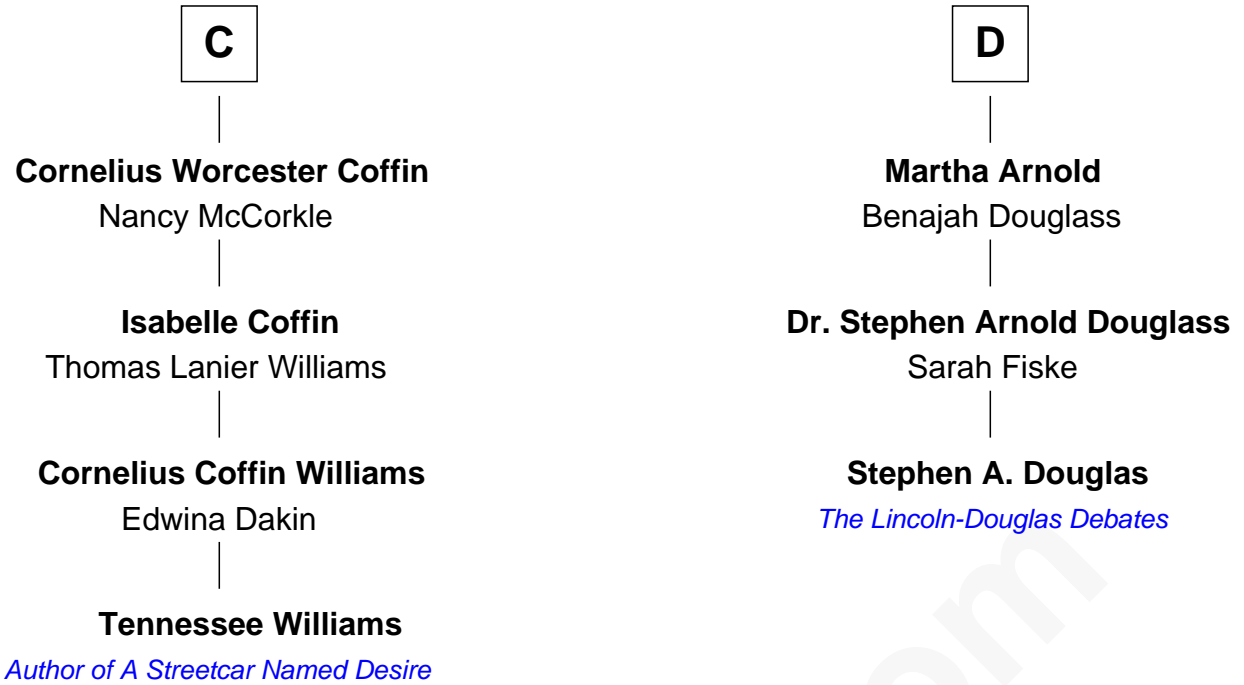 C
Cornelius Worcester Coffin
Nancy McCorkle
Isabelle Coffin
Thomas Lanier Williams
Cornelius Coffin Williams
Edwina Dakin
Tennessee Williams
Author of A Streetcar Named Desire
D
Martha Arnold
Benajah Douglass
Dr. Stephen Arnold Douglass
Sarah Fiske
Stephen A. Douglas
The Lincoln-Douglas Debates
om